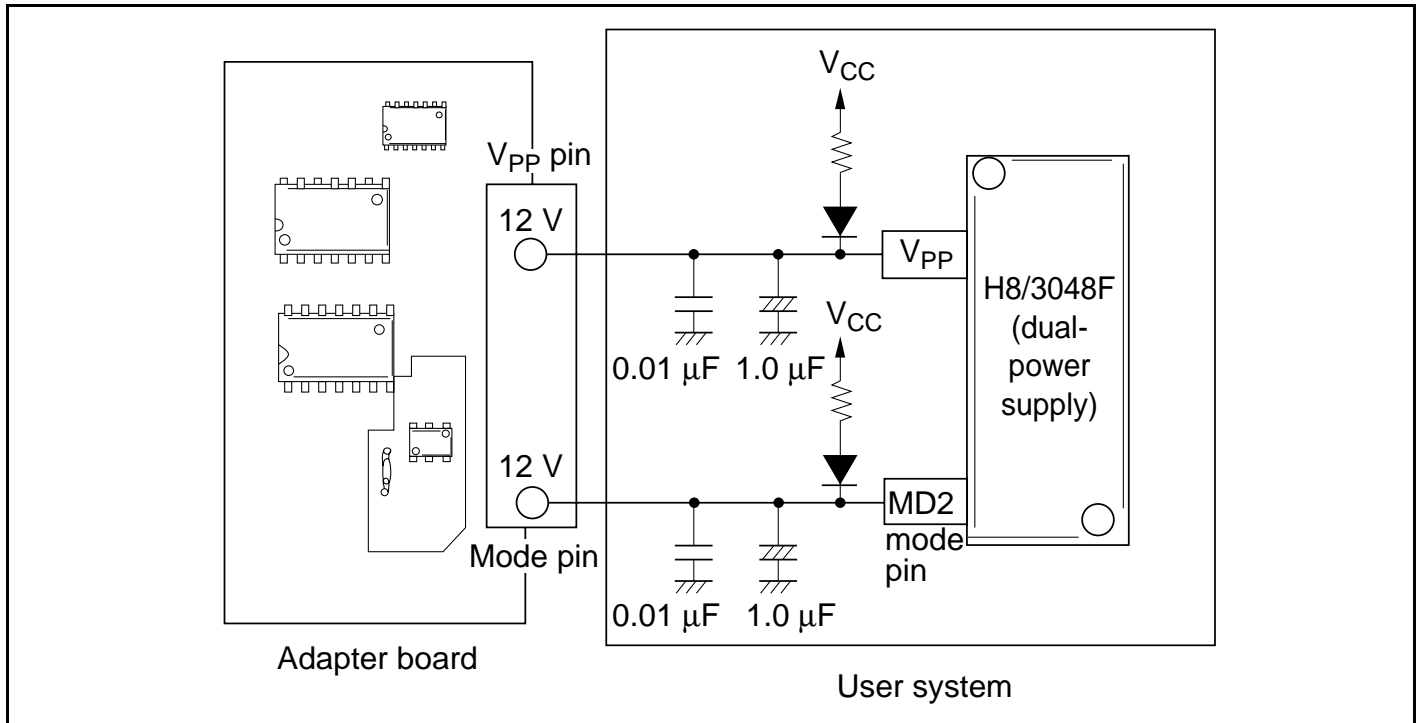 VCC
VPP pin
12 V
VPP
H8/3048F
(dual-
power
supply)
VCC
0.01 μF
1.0 μF
12 V
MD2
mode
pin
Mode pin
0.01 μF
1.0 μF
Adapter board
User system